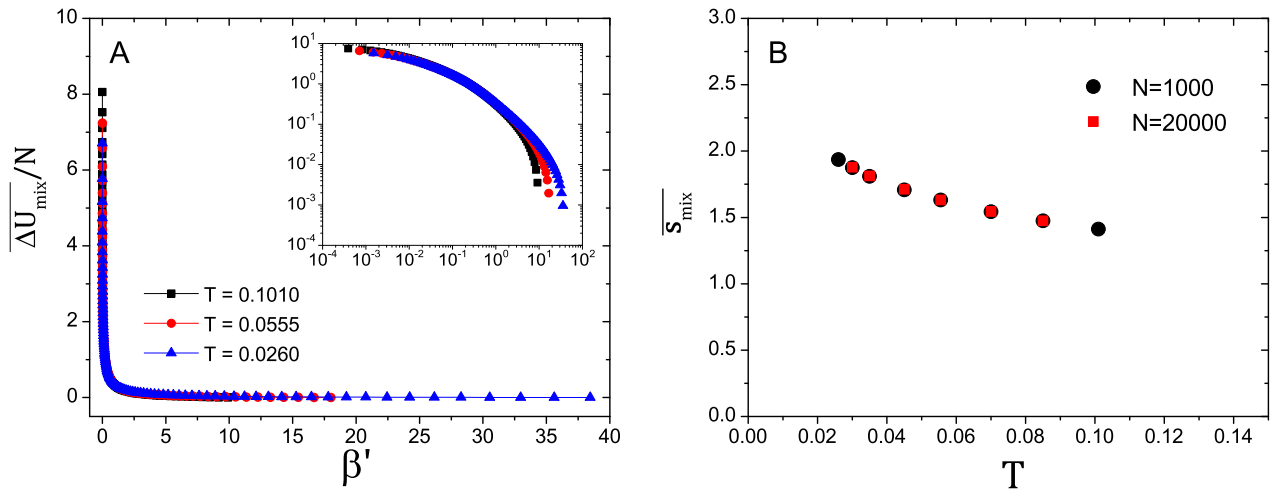 A
10
8
6
4
2
0
ΔU_mix/N
0 5 10 15 20 25 30 35 40
β'
10^1
10^0
10^-1
10^-2
10^-3
10^-4
10^-4 10^-3 10^-2 10^-1 10^0 10^1 10^2
T = 0.1010
T = 0.0555
T = 0.0260
B
3.0
2.5
2.0
1.5
1.0
0.5
0.0
s_mix
0.00 0.02 0.04 0.06 0.08 0.10 0.12 0.14
T
N=1000
N=20000